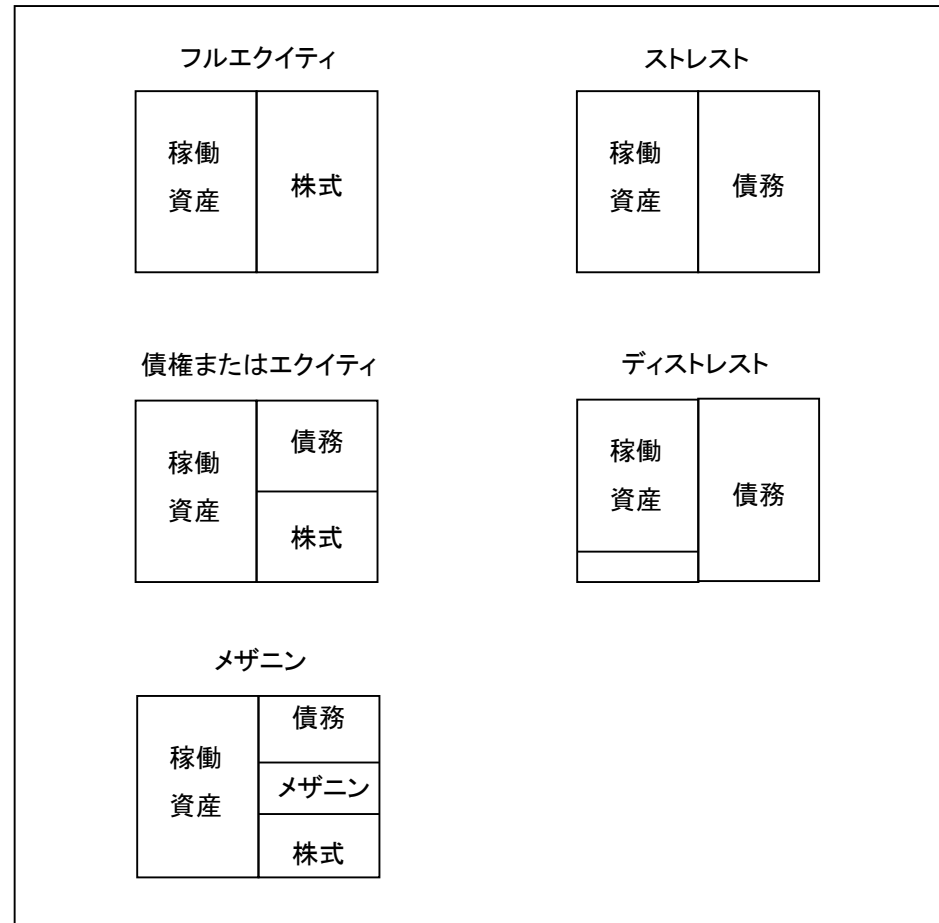 フルエクイティ
稼働
資産
株式
ストレスト
稼働
資産
債務
債権またはエクイティ
稼働
資産
債務
株式
ディストレスト
稼働
資産
債務
メザニン
稼働
資産
債務
メザニン
株式